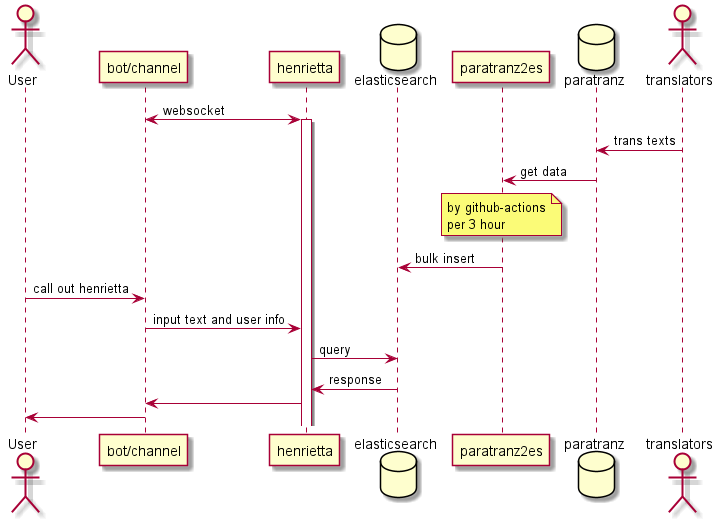 User
bot/channel
henrietta
elasticsearch
paratranz2es
paratranz
translators
websocket
trans texts
get data
by github-actions
per 3 hour
bulk insert
call out henrietta
input text and user info
query
response
User
bot/channel
henrietta
elasticsearch
paratranz2es
paratranz
translators